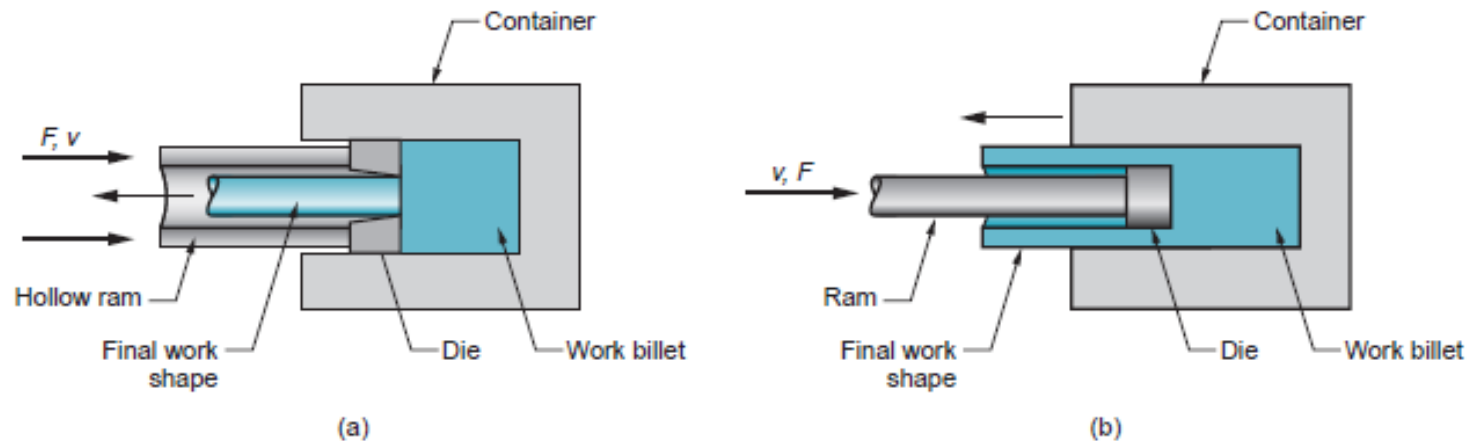 Container
F, v
Hollow ram
Final work
shape
Die
Work billet
(a)
Container
v, F
Ram
Final work
shape
Die
Work billet
(b)